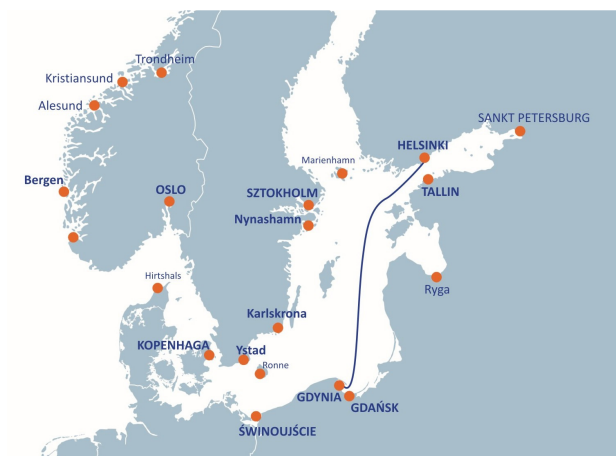 Trondheim
Kristiansund
Alesund
SANKT PETERSBURG
HELSINKI
Marienhamn
Bergen
OSLO
SZTOKHOLM
TALLIN
Nynashamn
Hirtshals
Ryga
Karlskrona
KOPENHAGA
Ystad
Ronne
GDYNIA
GDAŃSK
ŚWINOUJŚCIE